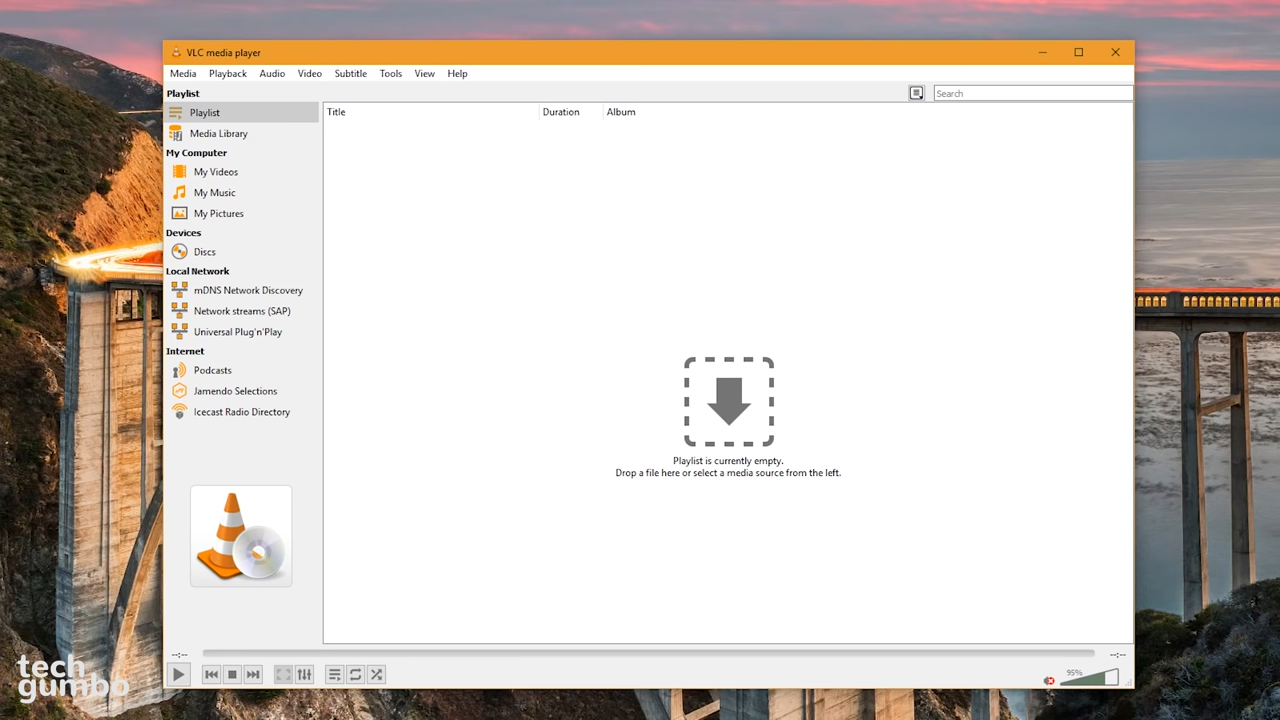 VLC media player
Media Playback Audio Video Subtitle Tools View Help
Playlist
Search
Playlist
Media Library
My Computer
My Videos
My Music
My Pictures
Devices
Discs
Local Network
mDNS Network Discovery
Network streams (SAP)
Universal Plug'n'Play
Internet
Podcasts
Jamendo Selections
Icecast Radio Directory
Title Duration Album
Playlist is currently empty.
Drop a file here or select a media source from the left.
--:-- --:--
95%
tech
gumbo